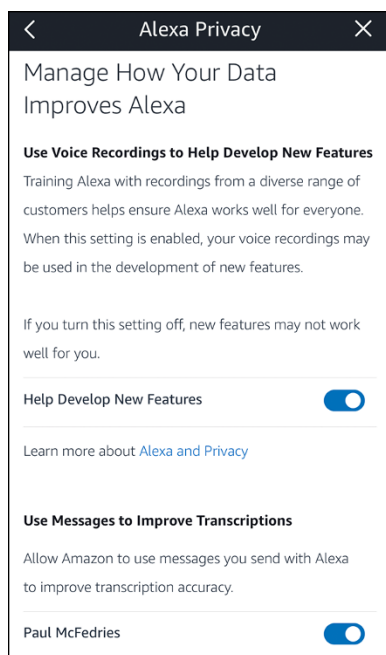 Alexa Privacy
Manage How Your Data
Improves Alexa
Use Voice Recordings to Help Develop New Features
Training Alexa with recordings from a diverse range of
customers helps ensure Alexa works well for everyone.
When this setting is enabled, your voice recordings may
be used in the development of new features.
If you turn this setting off, new features may not work
well for you.
Help Develop New Features
Learn more about Alexa and Privacy
Use Messages to Improve Transcriptions
Allow Amazon to use messages you send with Alexa
to improve transcription accuracy.
Paul McFedries